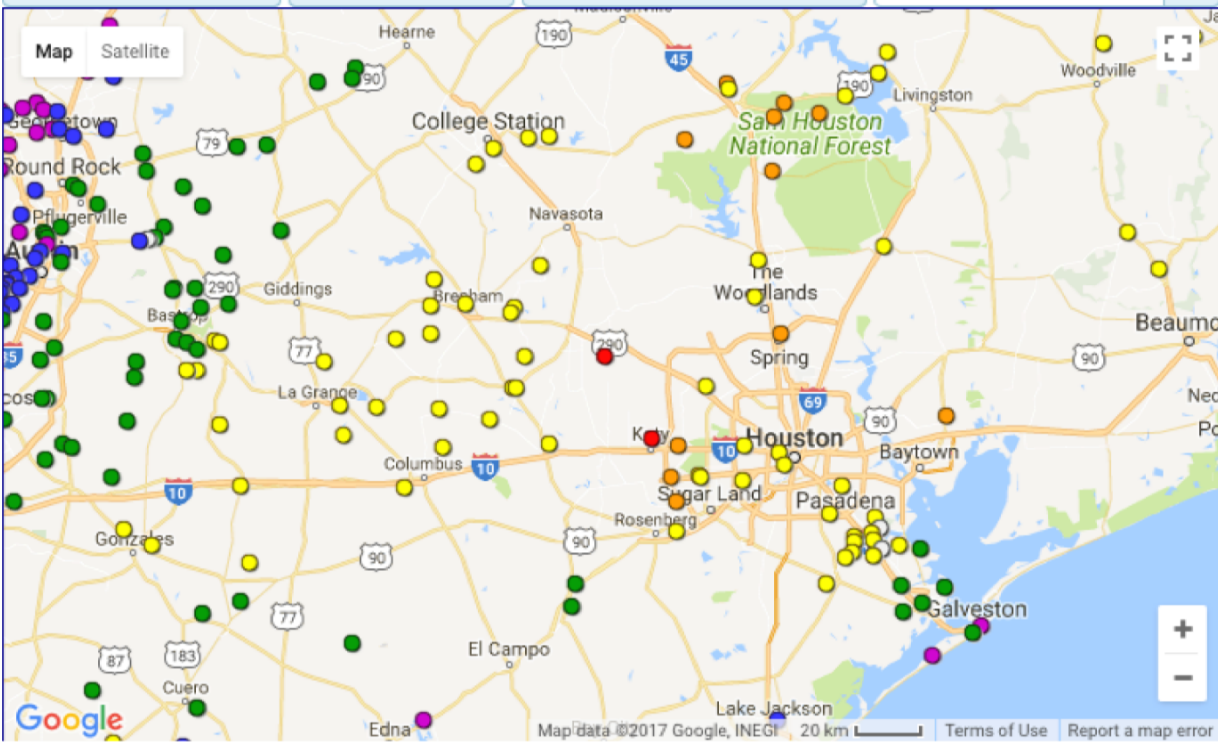 Map
Satellite
Hearne
190
45
90
Woodville
190
Livingston
Georgetown
College Station
79
Sam Houston
National Forest
Round Rock
Pflugerville
Navasota
Austin
290
Giddings
The
Woodlands
Brenham
Bastrop
Beaumo
35
77
290
Spring
90
La Grange
69
90
Katy
10
Houston
Baytown
Columbus
10
10
Sugar Land
Pasadena
Rosenberg
Gonzales
90
90
77
Galveston
El Campo
87
183
Cuero
Lake Jackson
Google
Edna
Map data ©2017 Google, INEGI
20 km
Terms of Use
Report a map error